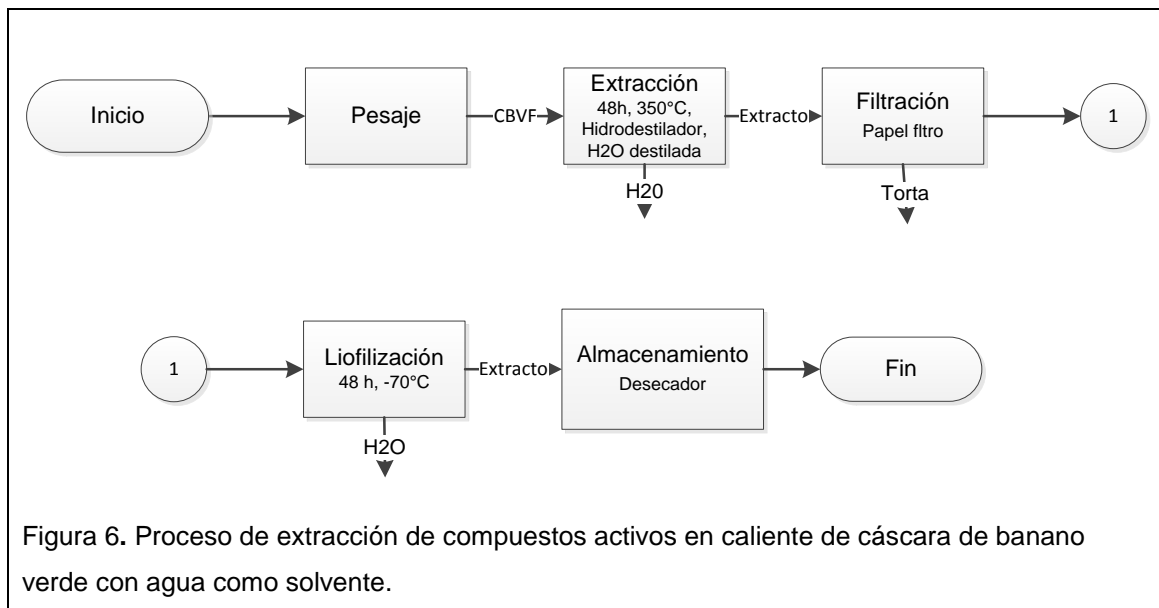 Inicio
Pesaje
CBVF
Extracción
48h, 350°C,
Hidrodestilador,
H2O destilada
H20
Extracto
Filtración
Papel fltro
Torta
1
1
Liofilización
48 h, -70°C
H2O
Extracto
Almacenamiento
Desecador
Fin
Figura 6. Proceso de extracción de compuestos activos en caliente de cáscara de banano
verde con agua como solvente.